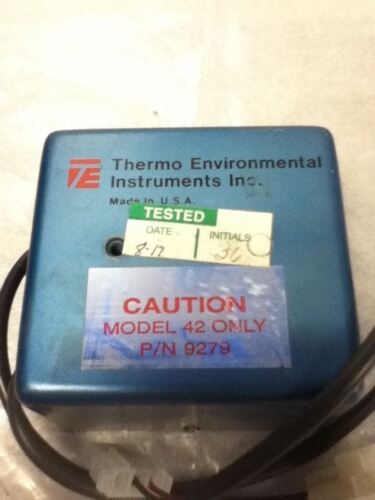 TE Thermo Environmental
Instruments Inc.
Made in U.S.A.
TESTED
DATE INITIALS
8-17
CAUTION
MODEL 42 ONLY
P/N 9279